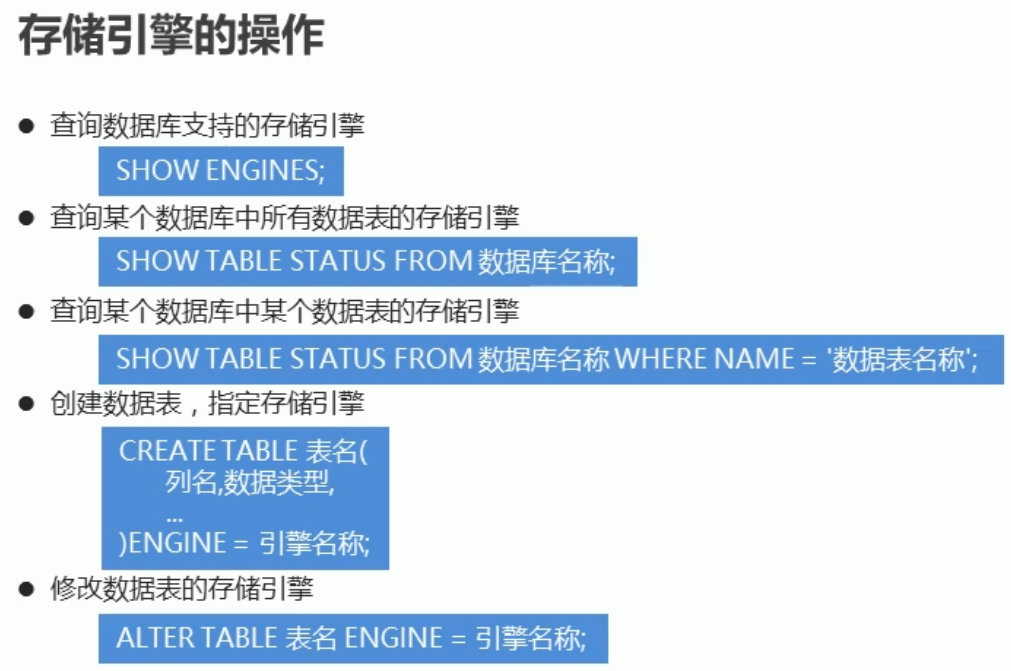 存储引擎的操作
● 查询数据库支持的存储引擎
SHOW ENGINES;
● 查询某个数据库中所有数据表的存储引擎
SHOW TABLE STATUS FROM 数据库名称;
● 查询某个数据库中某个数据表的存储引擎
SHOW TABLE STATUS FROM 数据库名称 WHERE NAME = '数据表名称';
● 创建数据表，指定存储引擎
CREATE TABLE 表名(
列名,数据类型,
...
)ENGINE = 引擎名称;
● 修改数据表的存储引擎
ALTER TABLE 表名 ENGINE = 引擎名称;